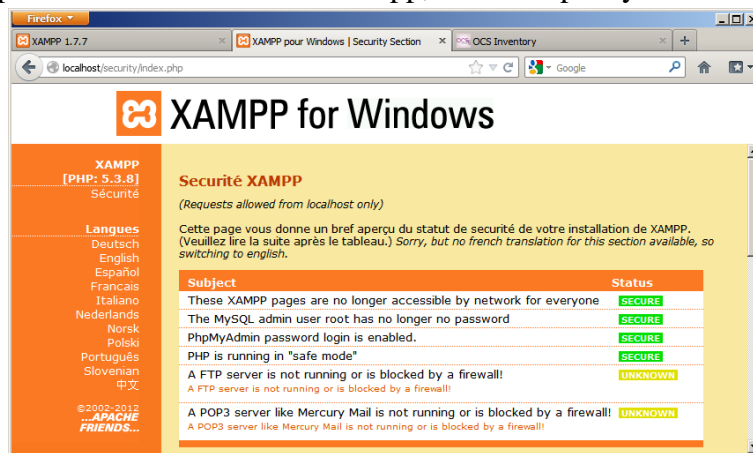 Firefox
XAMPP 1.7.7
XAMPP pour Windows | Security Section
OCS Inventory
localhost/security/index.php
Google
XAMPP for Windows
XAMPP
[PHP: 5.3.8]
Sécurité
Langues
Deutsch
English
Español
Francais
Italiano
Nederlands
Norsk
Polski
Português
Slovenian
中文
©2002-2012
...APACHE
FRIENDS...
Securité XAMPP
(Requests allowed from localhost only)
Cette page vous donne un bref aperçu du statut de securité de votre installation de XAMPP.
(Veuillez lire la suite après le tableau.) Sorry, but no french translation for this section available, so
switching to english.
Subject Status
These XAMPP pages are no longer accessible by network for everyone SECURE
The MySQL admin user root has no longer no password SECURE
PhpMyAdmin password login is enabled. SECURE
PHP is running in "safe mode" SECURE
A FTP server is not running or is blocked by a firewall! UNKNOWN
A FTP server is not running or is blocked by a firewall!
A POP3 server like Mercury Mail is not running or is blocked by a firewall! UNKNOWN
A POP3 server like Mercury Mail is not running or is blocked by a firewall!